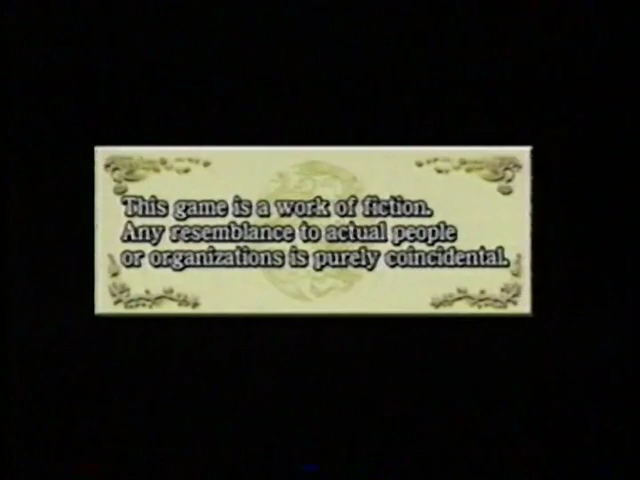 This game is a work of fiction.
Any resemblance to actual people
or organizations is purely coincidental.